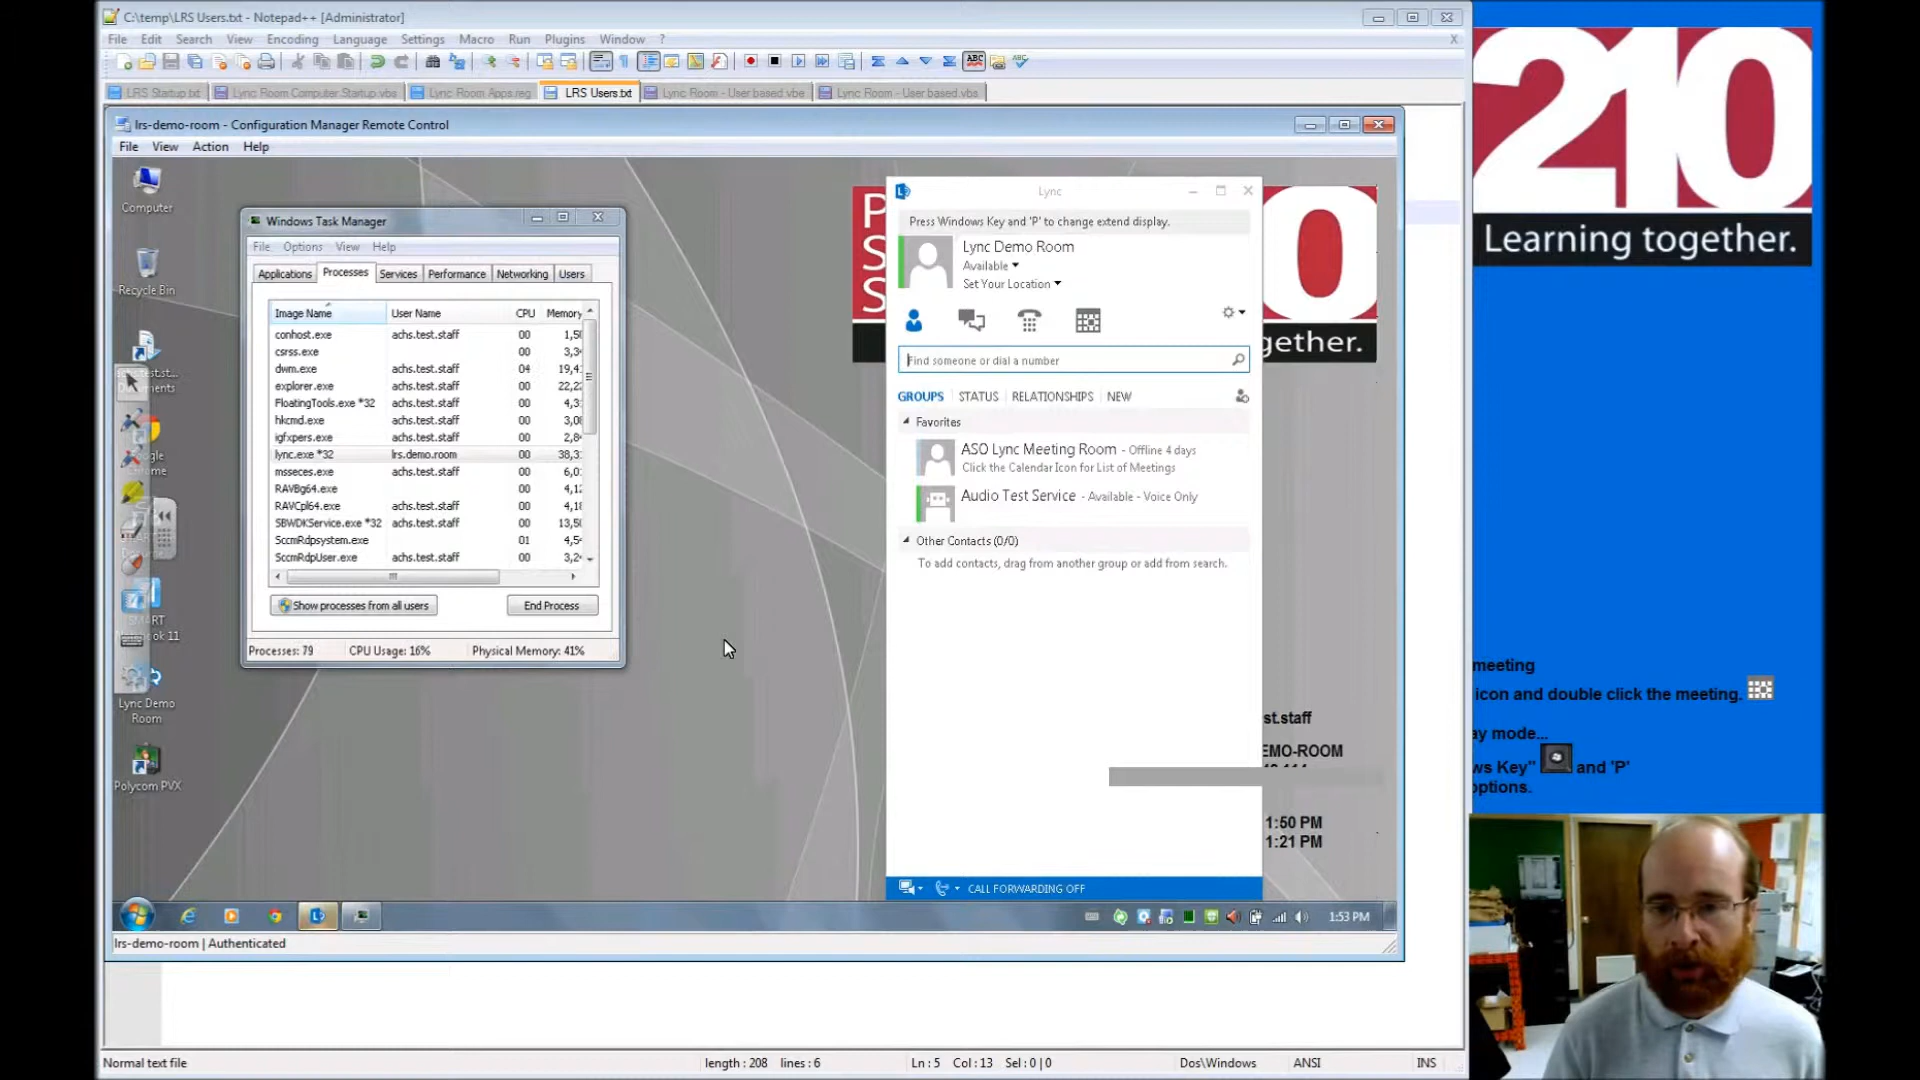 C:\temp\LRS Users.txt - Notepad++ [Administrator]
File Edit Search View Encoding Language Settings Macro Run Plugins Window ? X
LRS Startup.txt Lync Room Computer Startup.vbs Lync Room Apps.reg LRS Users.txt Lync Room - User based.vbe Lync Room - User based.vbs
lrs-demo-room - Configuration Manager Remote Control
File View Action Help
Computer
Recycle Bin
Lync Demo
Room
Polycom PVX
Windows Task Manager
File Options View Help
Applications Processes Services Performance Networking Users
Image Name User Name CPU Memory
conhost.exe achs.test.staff 00
csrss.exe 00
dwm.exe achs.test.staff 04
explorer.exe achs.test.staff 00
FloatingTools.exe *32 achs.test.staff 00
hkcmd.exe achs.test.staff 00
igfxpers.exe achs.test.staff 00
lync.exe *32 lrs.demo.room 00
msseces.exe achs.test.staff 00
RAVBg64.exe 00
RAVCpl64.exe achs.test.staff 00
SBWDKService.exe *32 achs.test.staff 00
SccmRdpsystem.exe 01
SccmRdpUser.exe achs.test.staff 00
Show processes from all users End Process
Processes: 79 CPU Usage: 16% Physical Memory: 41%
Lync
Press Windows Key and 'P' to change extend display.
Lync Demo Room
Available
Set Your Location
Find someone or dial a number
GROUPS STATUS RELATIONSHIPS NEW
Favorites
ASO Lync Meeting Room - Offline 4 days
Click the Calendar Icon for List of Meetings
Audio Test Service - Available - Voice Only
Other Contacts (0/0)
To add contacts, drag from another group or add from search.
CALL FORWARDING OFF
P
S
S
0
gether.
st.staff
EMO-ROOM
1:50 PM
1:21 PM
1:53 PM
lrs-demo-room | Authenticated
Normal text file length : 208 lines : 6 Ln : 5 Col : 13 Sel : 0 | 0 Dos\Windows ANSI INS
210
Learning together.
meeting
icon and double click the meeting.
ay mode...
ws Key" and 'P'
options.